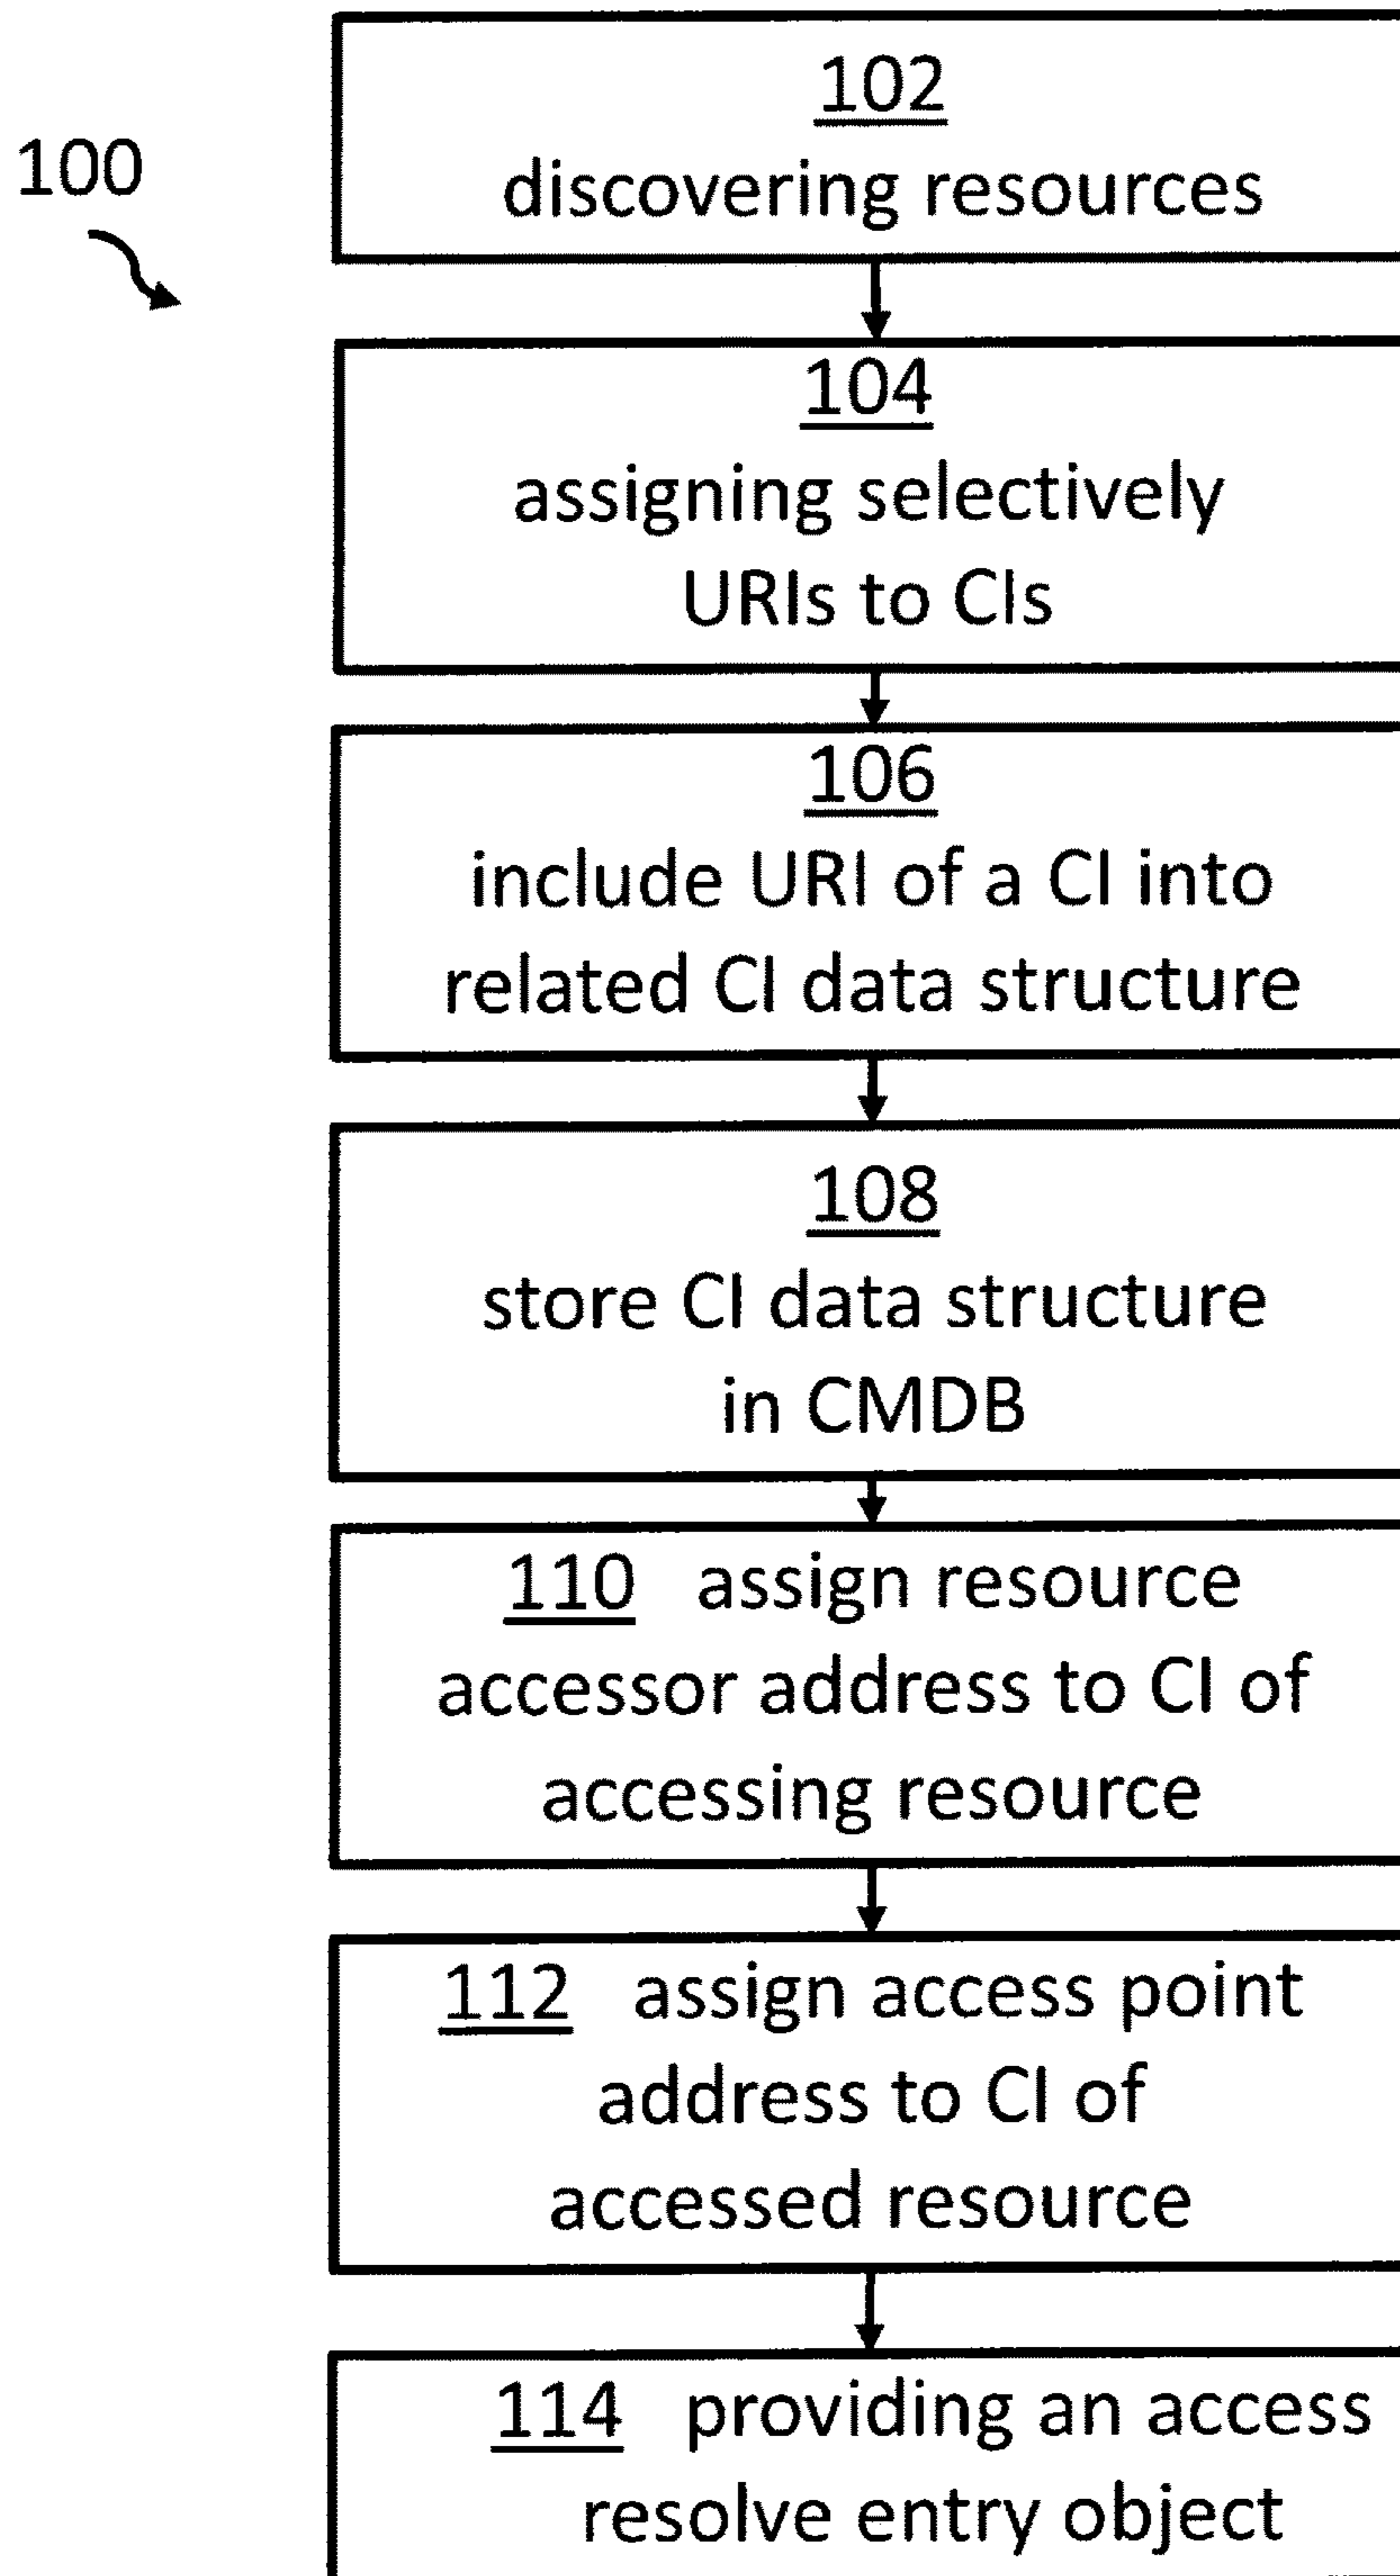 100
102
discovering resources
104
assigning selectively
URIs to CIs
106
include URI of a CI into
related CI data structure
108
store CI data structure
in CMDB
110 assign resource
accessor address to CI of
accessing resource
112 assign access point
address to CI of
accessed resource
114 providing an access
resolve entry object